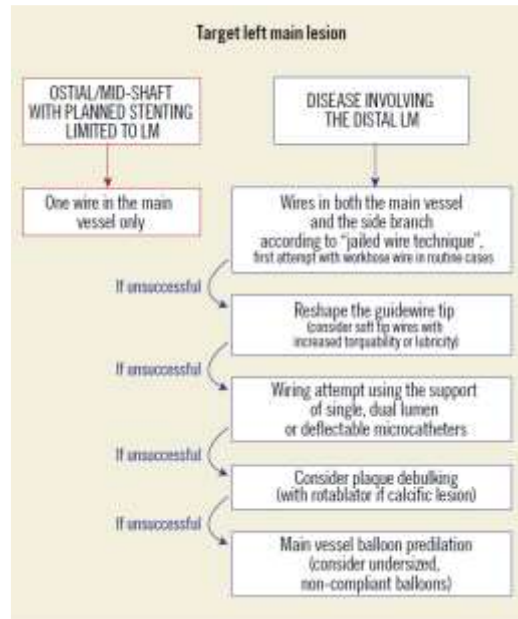 Target left main lesion
OSTIAL/MID-SHAFT
WITH PLANNED STENTING
LIMITED TO LM
One wire in the main
vessel only
DISEASE INVOLVING
THE DISTAL LM
Wires in both the main vessel
and the side branch
according to “jailed wire technique”,
first attempt with workhose wire in routine cases
If unsuccessful
Reshape the guidewire tip
(consider soft tip wires with
increased torquability or lubricity)
If unsuccessful
Wiring attempt using the support
of single, dual lumen
or deflectable microcatheters
If unsuccessful
Consider plaque debulking
(with rotablator if calcific lesion)
If unsuccessful
Main vessel balloon predilation
(consider undersized,
non-compliant balloons)